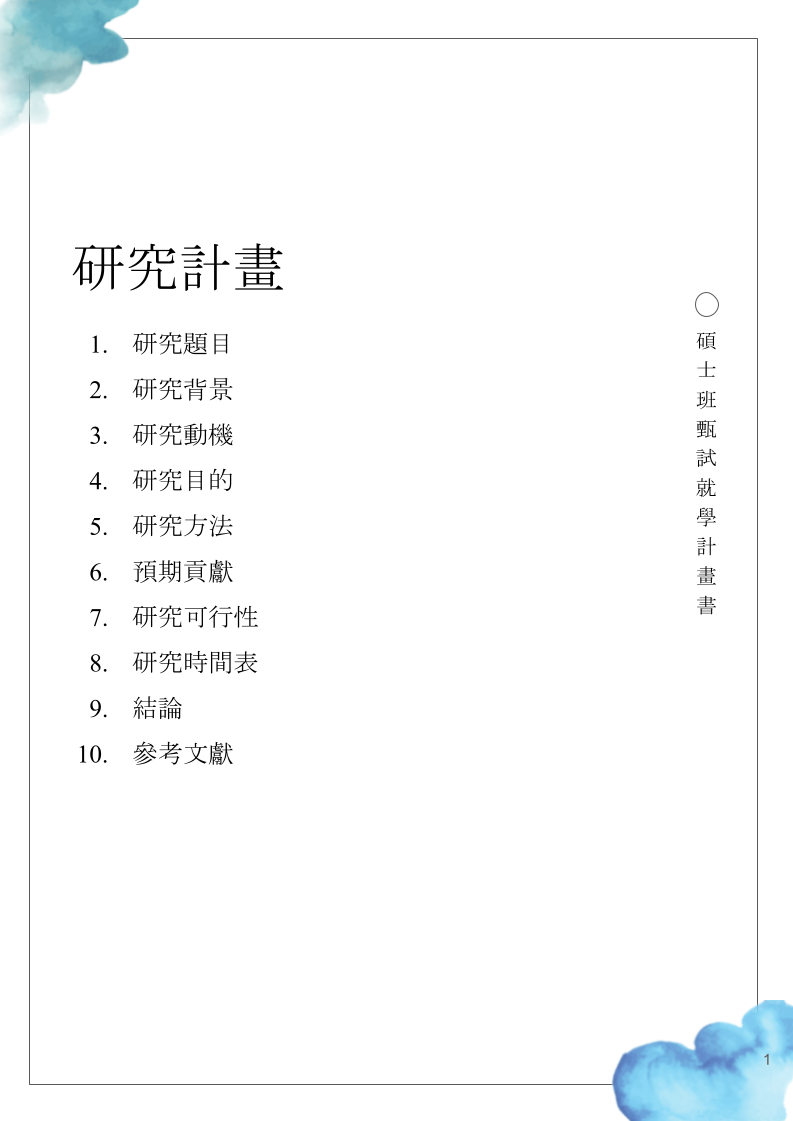 研究計畫
1. 研究題目
2. 研究背景
3. 研究動機
4. 研究目的
5. 研究方法
6. 預期貢獻
7. 研究可行性
8. 研究時間表
9. 結論
10. 參考文獻
碩士班甄試就學計畫書
1